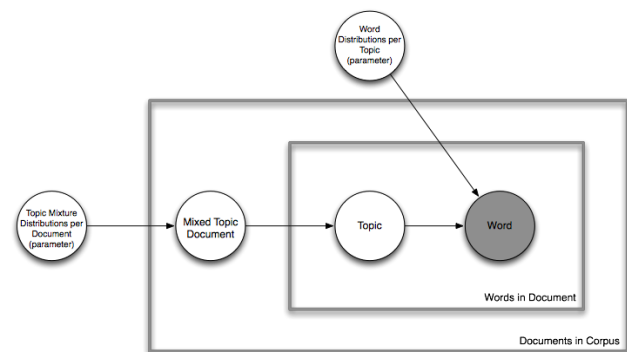 Word
Distributions per
Topic
(parameter)
Topic Mixture
Distributions per
Document
(parameter)
Mixed Topic
Document
Topic
Word
Words in Document
Documents in Corpus